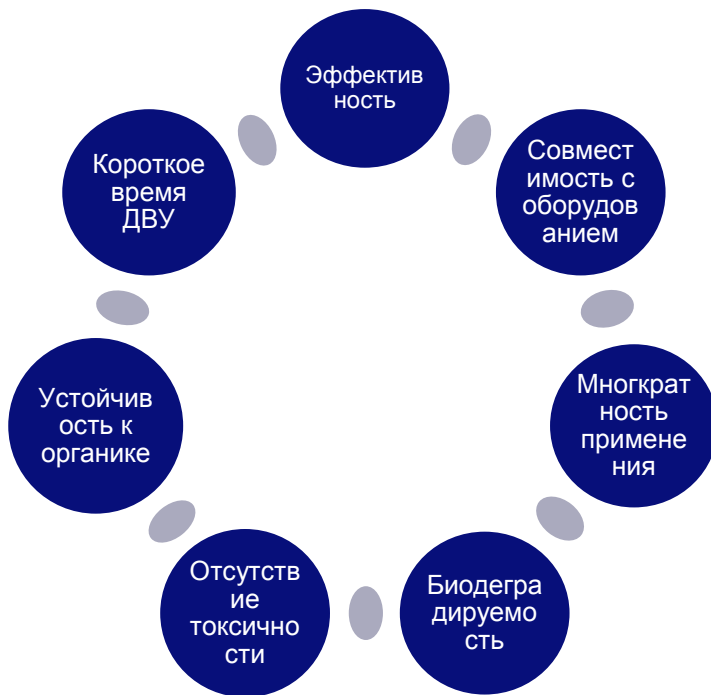 Эффектив
ность
Совмест
имость с
оборудов
анием
Многкрат
ность
примене
ния
Биодегра
дируемо
сть
Отсутств
ие
токсично
сти
Устойчив
ость к
органике
Короткое
время
ДВУ